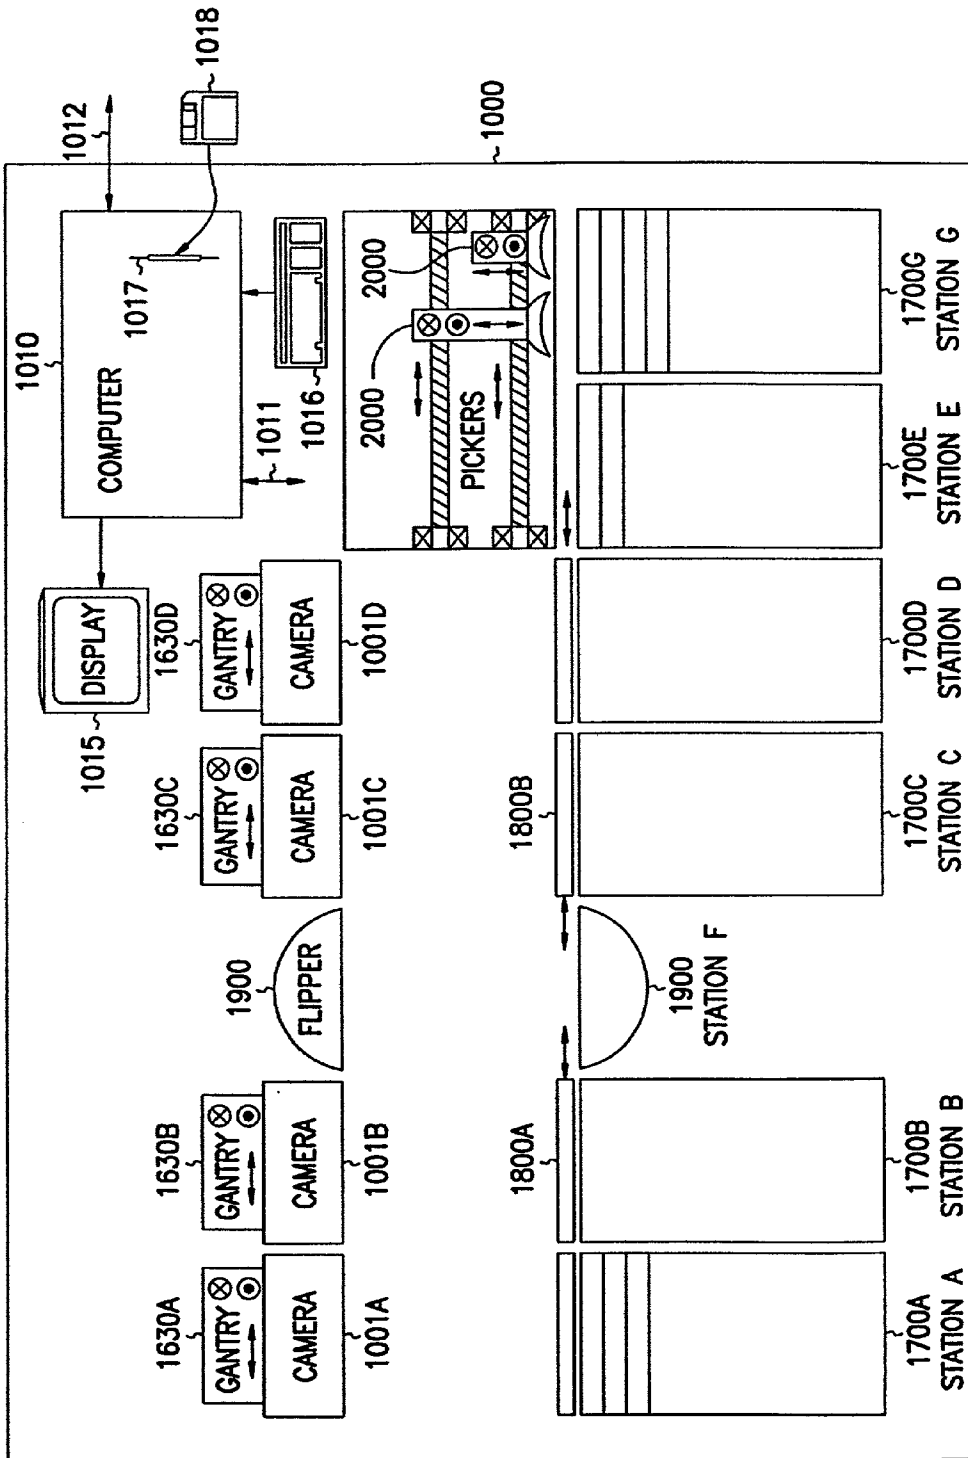 1018
1012
1000
1010
COMPUTER
1017
1011
1016
DISPLAY
1015
2000
2000
PICKERS
1630A
GANTRY
CAMERA
1001A
1630B
GANTRY
CAMERA
1001B
1900
FLIPPER
1630C
GANTRY
CAMERA
1001C
1630D
GANTRY
CAMERA
1001D
1800A
1800B
1700A
STATION A
1700B
STATION B
1900
STATION F
1700C
STATION C
1700D
STATION D
1700E
STATION E
1700G
STATION G